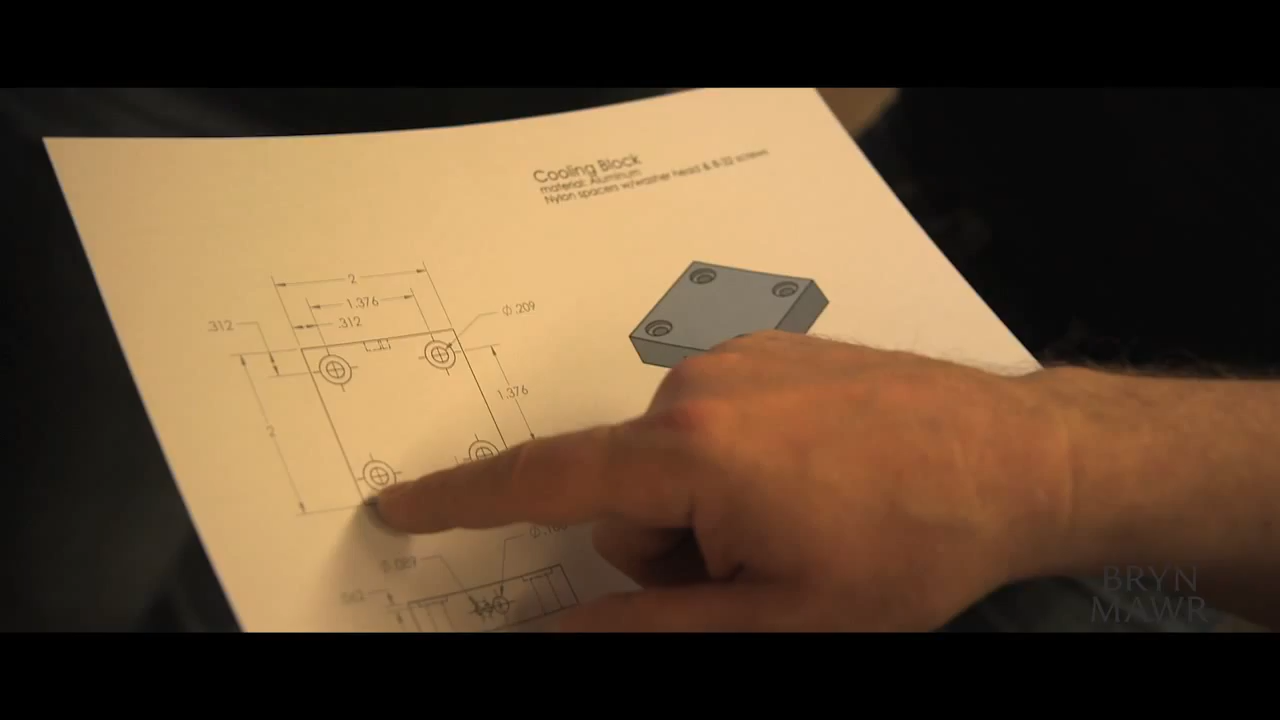 Cooling Block
material: Aluminum
Nylon spacers w/washer head & 8-32 screws
2
1.376
.312
.312
∅ .209
1.376
2
BRYN
MAWR